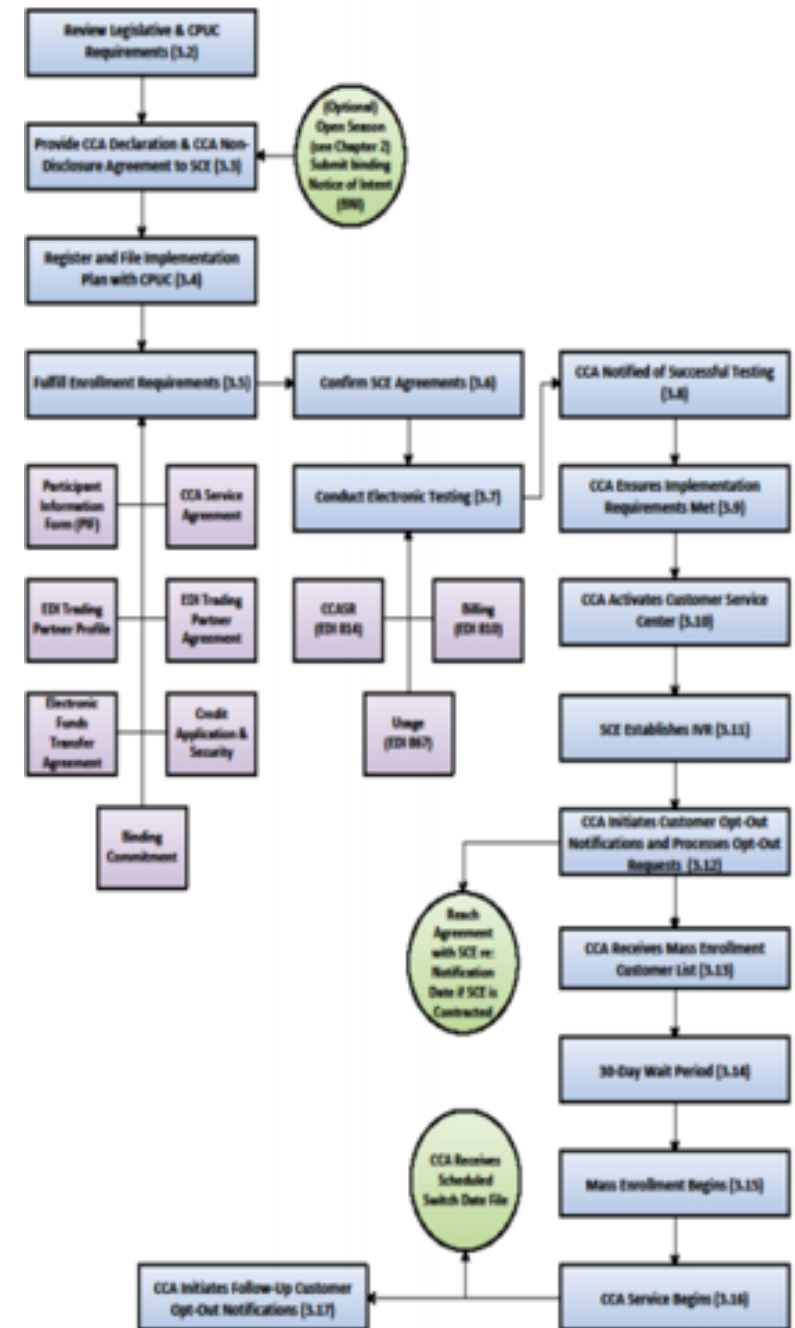 Review Legislative & CPUC
Requirements (3.2)
(Optional)
Open Season
(see Chapter 2)
Submit binding
Notice of Intent
(BNI)
Provide CCA Declaration & CCA Non-
Disclosure Agreement to SCE (3.3)
Register and File Implementation
Plan with CPUC (3.4)
Fulfill Enrollment Requirements (3.5)
Confirm SCE Agreements (3.6)
CCA Notified of Successful Testing
(3.8)
Participant
Information
Form (PIF)
CCA Service
Agreement
Conduct Electronic Testing (3.7)
CCA Ensures Implementation
Requirements Met (3.9)
EDI Trading
Partner Profile
EDI Trading
Partner
Agreement
CCASR
(EDI 814)
Billing
(EDI 810)
CCA Activates Customer Service
Center (3.10)
Electronic
Funds
Transfer
Agreement
Credit
Application &
Security
Usage
(EDI 867)
SCE Establishes IVR (3.11)
Binding
Commitment
CCA Initiates Customer Opt-Out
Notifications and Processes Opt-Out
Requests (3.12)
Reach
Agreement
with SCE re:
Notification
Date if SCE is
Contracted
CCA Receives Mass Enrollment
Customer List (3.13)
30-Day Wait Period (3.14)
CCA Receives
Scheduled
Switch Date File
Mass Enrollment Begins (3.15)
CCA Initiates Follow-Up Customer
Opt-Out Notifications (3.17)
CCA Service Begins (3.16)